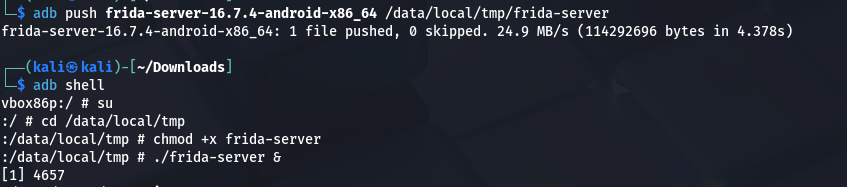 └─$ adb push frida-server-16.7.4-android-x86_64 /data/local/tmp/frida-server
frida-server-16.7.4-android-x86_64: 1 file pushed, 0 skipped. 24.9 MB/s (114292696 bytes in 4.378s)
┌──(kali㉿kali)-[~/Downloads]
└─$ adb shell
vbox86p:/ # su
:/ # cd /data/local/tmp
:/data/local/tmp # chmod +x frida-server
:/data/local/tmp # ./frida-server &
[1] 4657